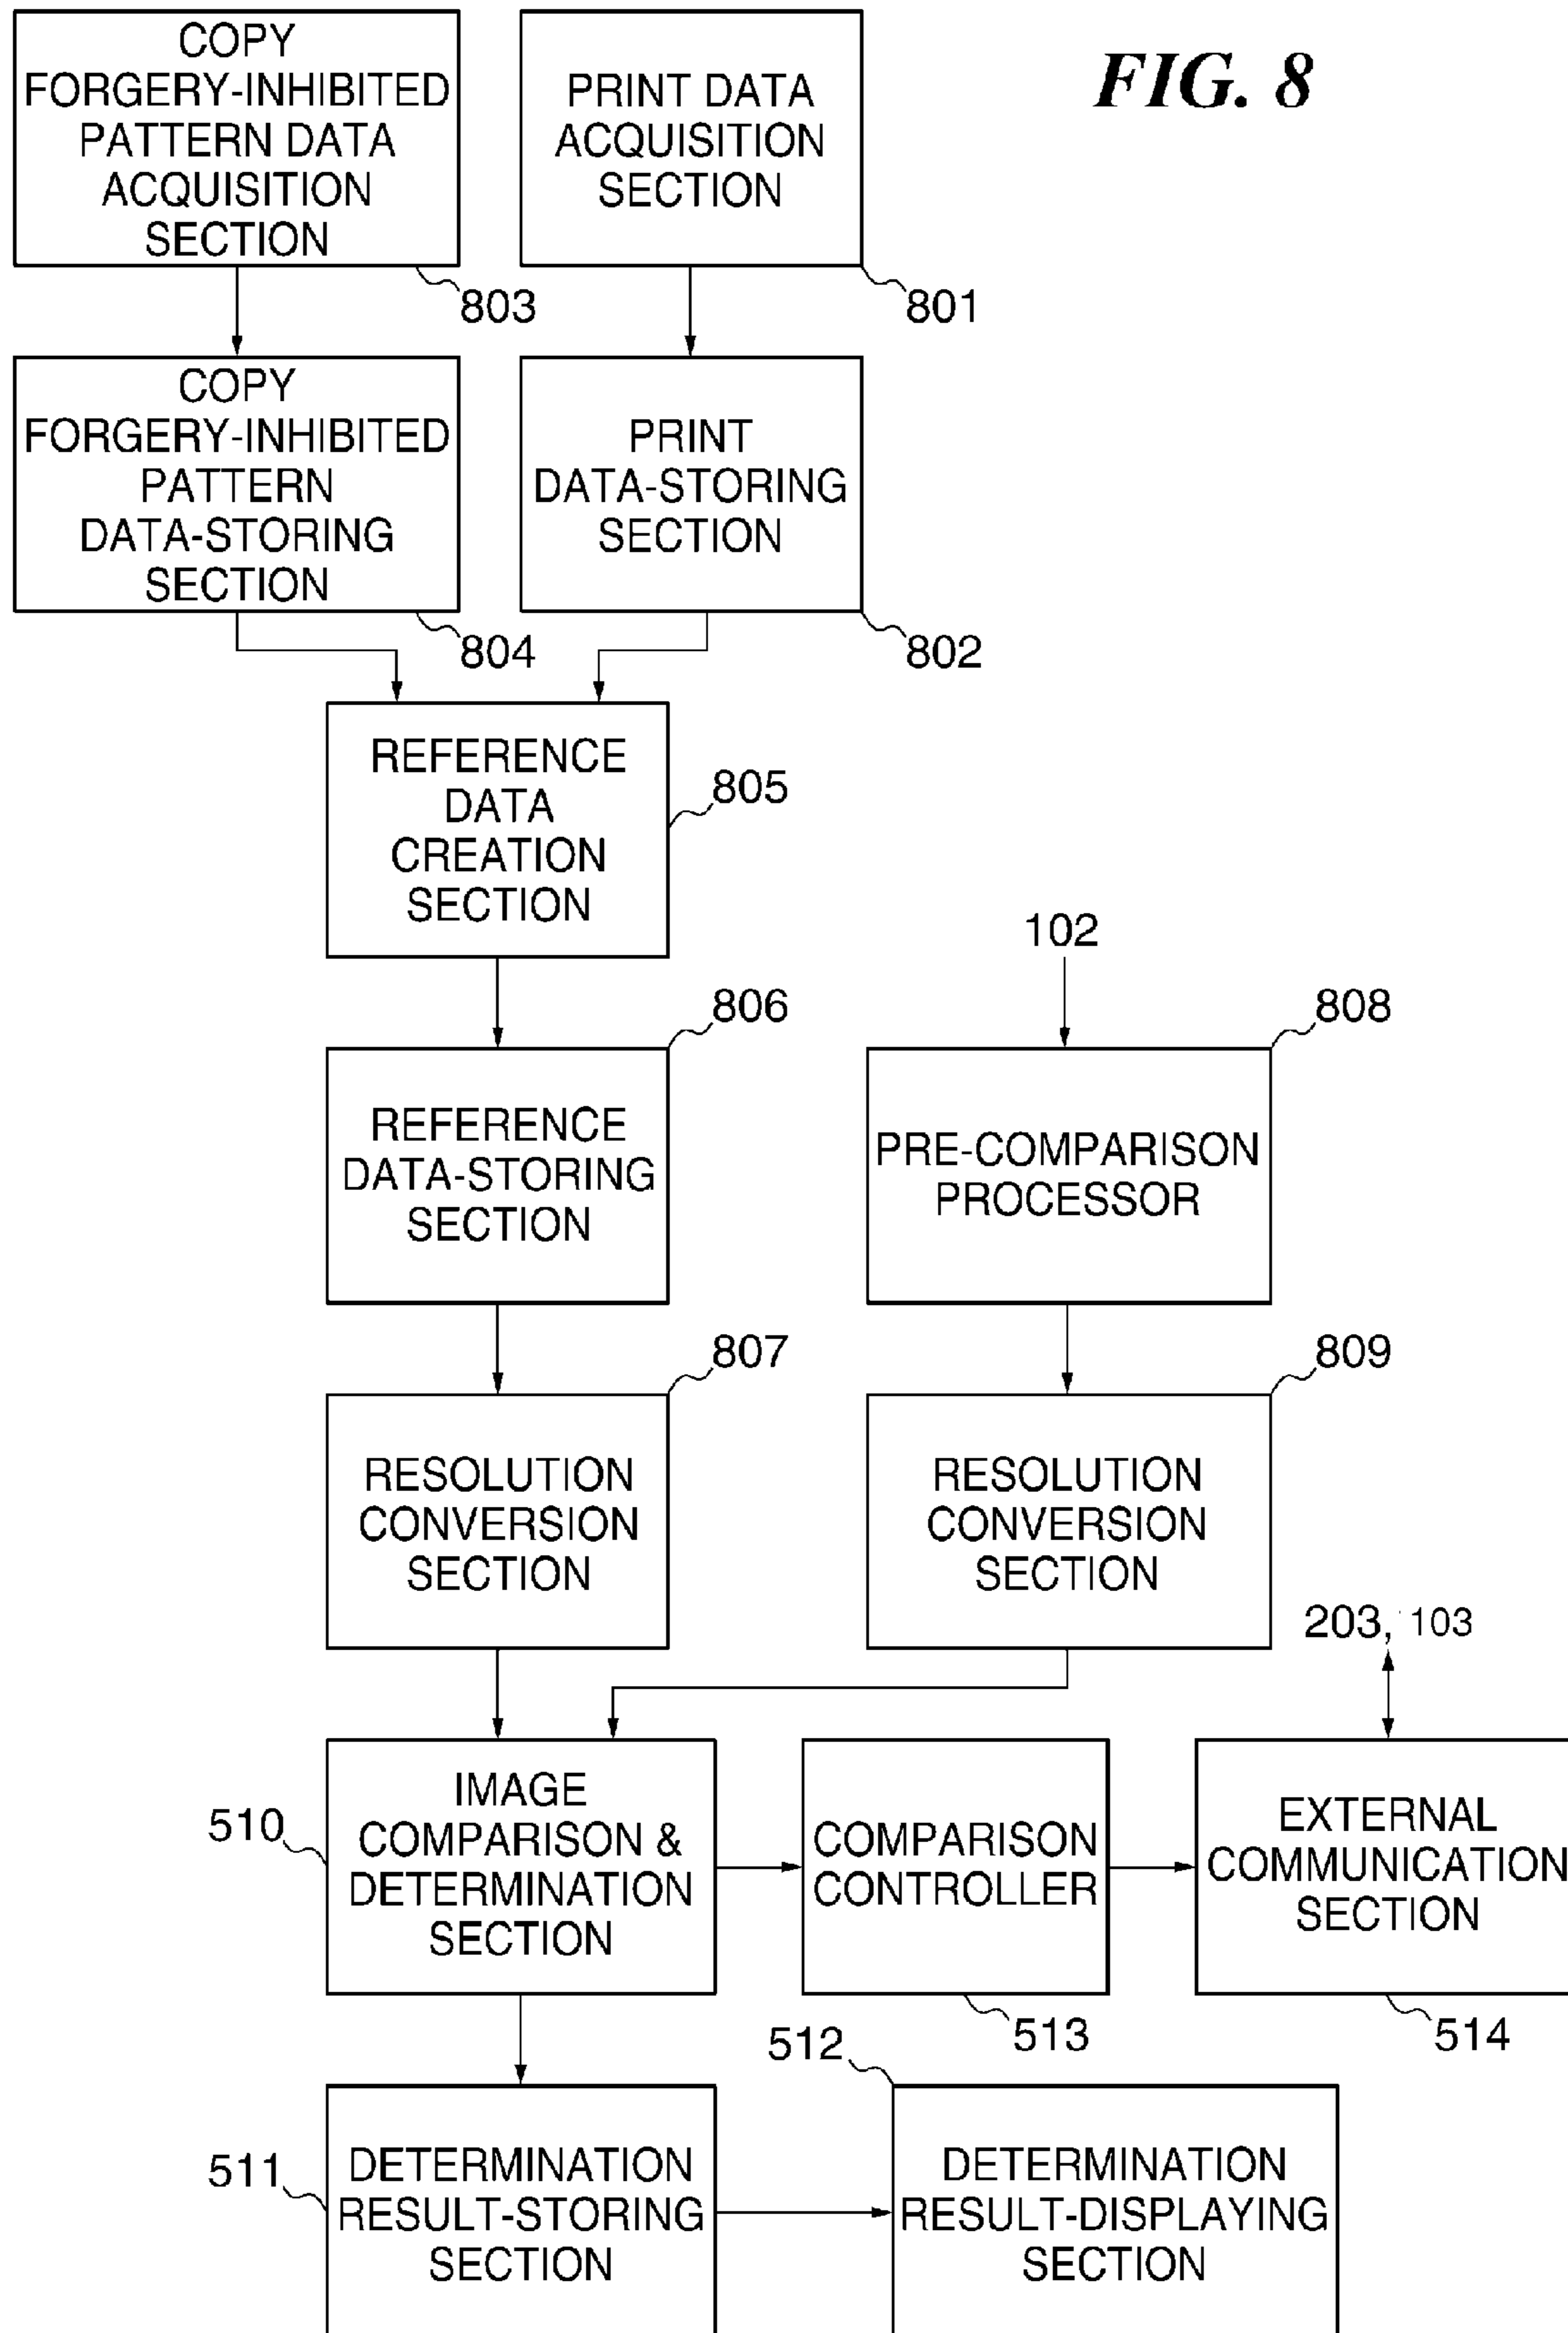 FIG. 8
COPY
FORGERY-INHIBITED
PATTERN DATA
ACQUISITION
SECTION
803
PRINT DATA
ACQUISITION
SECTION
801
COPY
FORGERY-INHIBITED
PATTERN
DATA-STORING
SECTION
804
PRINT
DATA-STORING
SECTION
802
REFERENCE
DATA
CREATION
SECTION
805
102
806
REFERENCE
DATA-STORING
SECTION
808
PRE-COMPARISON
PROCESSOR
807
RESOLUTION
CONVERSION
SECTION
809
RESOLUTION
CONVERSION
SECTION
203, 103
510
IMAGE
COMPARISON &
DETERMINATION
SECTION
COMPARISON
CONTROLLER
513
EXTERNAL
COMMUNICATION
SECTION
514
511
DETERMINATION
RESULT-STORING
SECTION
512
DETERMINATION
RESULT-DISPLAYING
SECTION